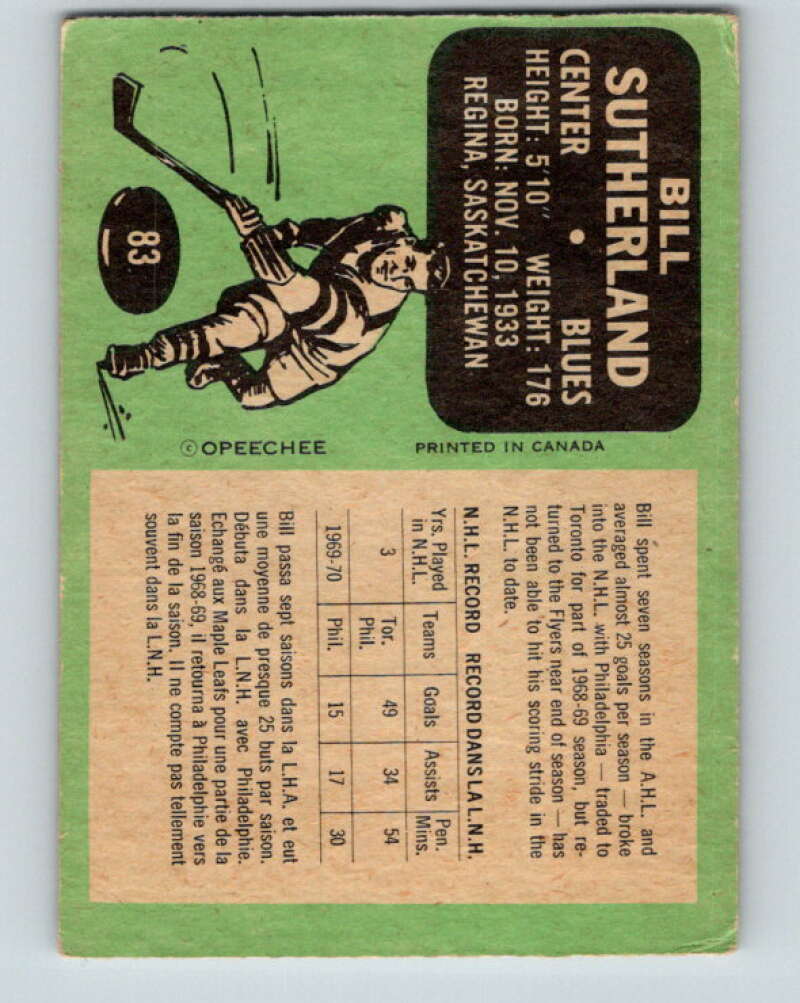 BILL
SUTHERLAND
CENTER • BLUES
HEIGHT: 5'10" WEIGHT: 176
BORN: NOV. 10, 1933
REGINA, SASKATCHEWAN
83
© OPEECHEE PRINTED IN CANADA
Bill spent seven seasons in the A.H.L. and
averaged almost 25 goals per season — broke
into the N.H.L. with Philadelphia — traded to
Toronto for part of 1968-69 season, but re-
turned to the Flyers near end of season — has
not been able to hit his scoring stride in the
N.H.L. to date.
N.H.L. RECORD RECORD DANS LA L.N.H.
Yrs. Played in N.H.L. Teams Goals Assists Pen. Mins.
3 Tor. Phil. 49 34 54
1969-70 Phil. 15 17 30
Bill passa sept saisons dans la L.H.A. et eut
une moyenne de presque 25 buts par saison.
Débuta dans la L.N.H. avec Philadelphie.
Echangé aux Maple Leafs pour une partie de la
saison 1968-69, il retourna à Philadelphie vers
la fin de la saison. Il ne compte pas tellement
souvent dans la L.N.H.